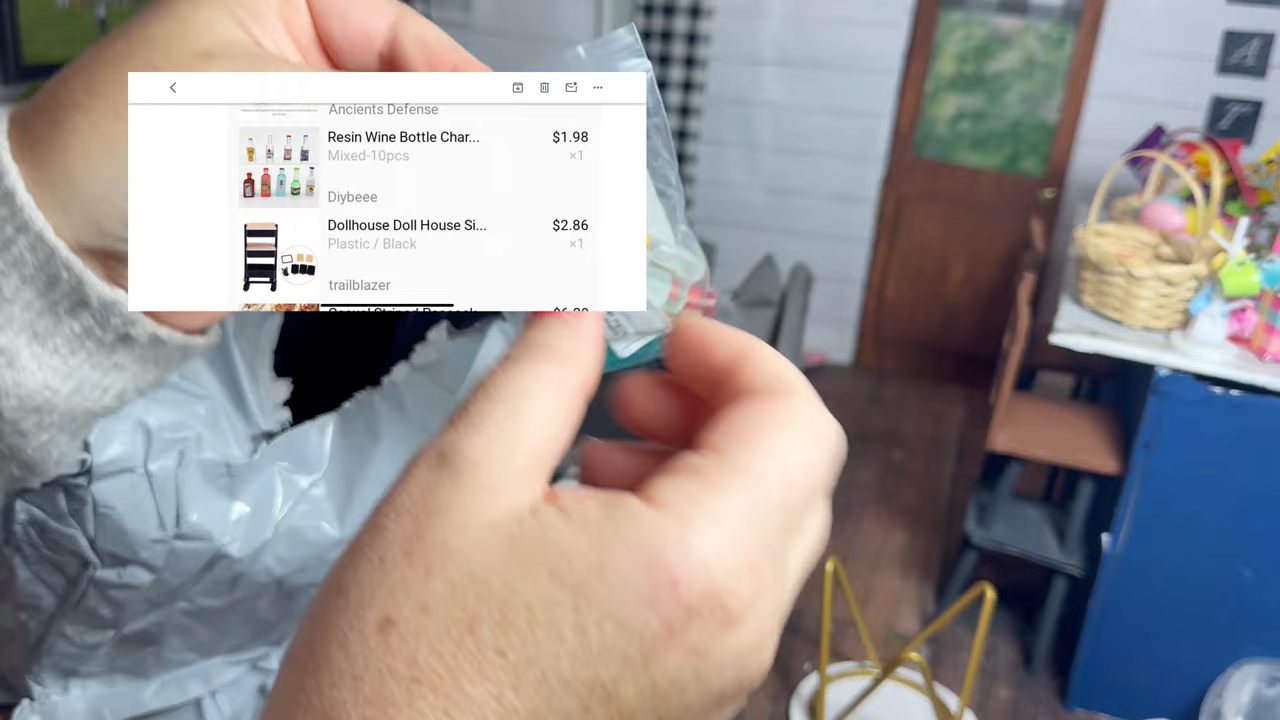 Ancients Defense
Resin Wine Bottle Char... $1.98
Mixed-10pcs ×1
Diybeee
Dollhouse Doll House Si... $2.86
Plastic / Black ×1
trailblazer
A